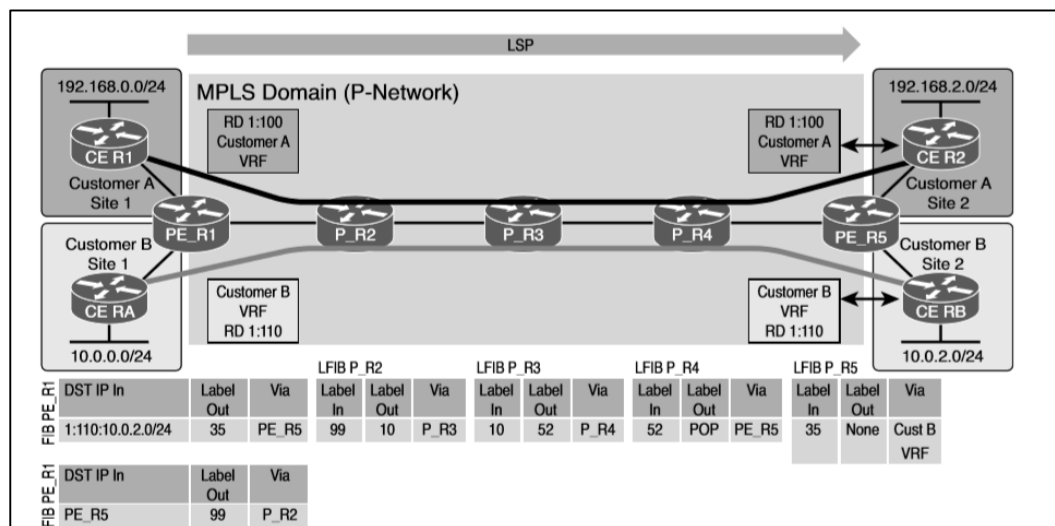 LSP
192.168.0.0/24
192.168.2.0/24
MPLS Domain (P-Network)
RD 1:100
Customer A
VRF
RD 1:100
Customer A
VRF
CE R1
CE R2
Customer A
Site 1
Customer A
Site 2
PE_R1
P_R2
P_R3
P_R4
PE_R5
Customer B
Site 1
Customer B
Site 2
Customer B
VRF
RD 1:110
Customer B
VRF
RD 1:110
CE RA
CE RB
10.0.0.0/24
10.0.2.0/24
FIB PE_R1
DST IP In Label Out Via
1:110:10.0.2.0/24 35 PE_R5
LFIB P_R2
Label In Label Out Via
99 10 P_R3
LFIB P_R3
Label In Label Out Via
10 52 P_R4
LFIB P_R4
Label In Label Out Via
52 POP PE_R5
LFIB P_R5
Label In Label Out Via
35 None Cust B
VRF
FIB PE_R1
DST IP In Label Out Via
PE_R5 99 P_R2